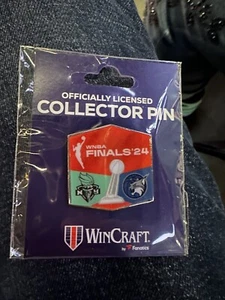 OFFICIALLY LICENSED
COLLECTOR PIN
WNBA
FINALS '24
WINCRAFT
by Fanatics